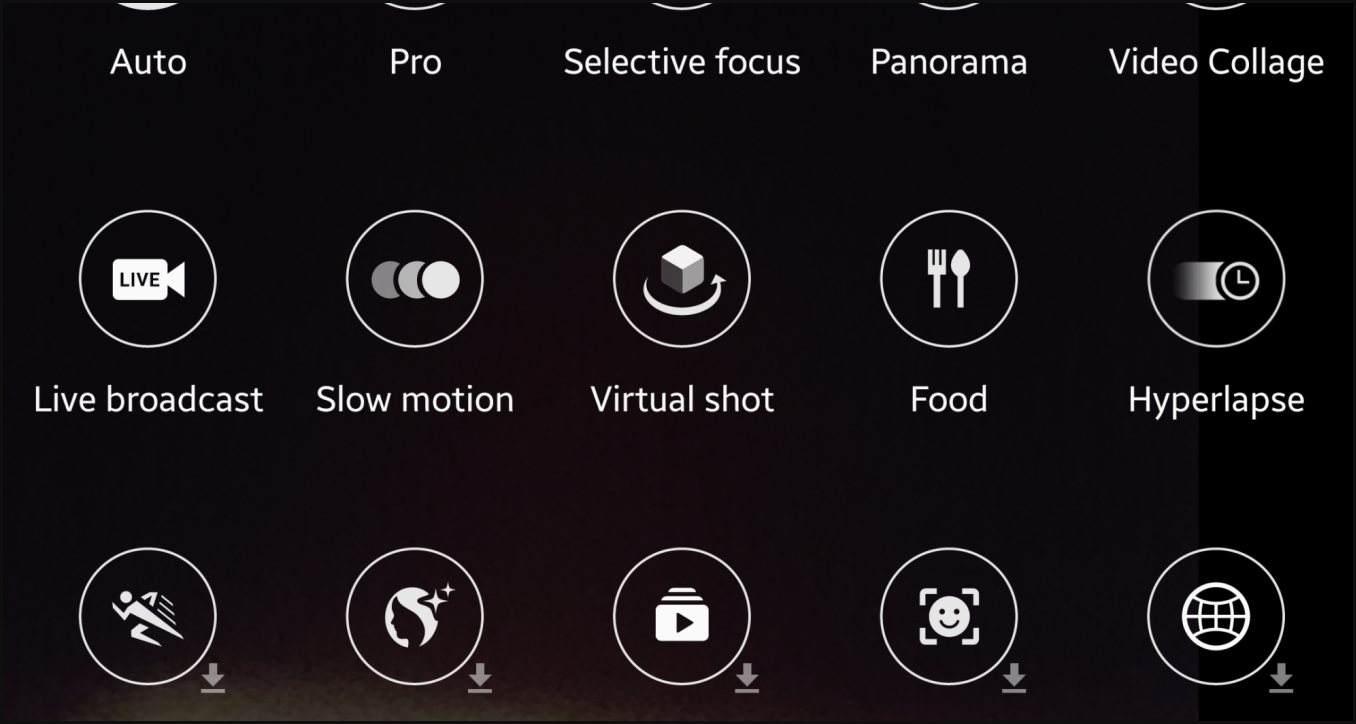 Auto
Pro
Selective focus
Panorama
Video Collage
LIVE
Live broadcast
Slow motion
Virtual shot
Food
Hyperlapse